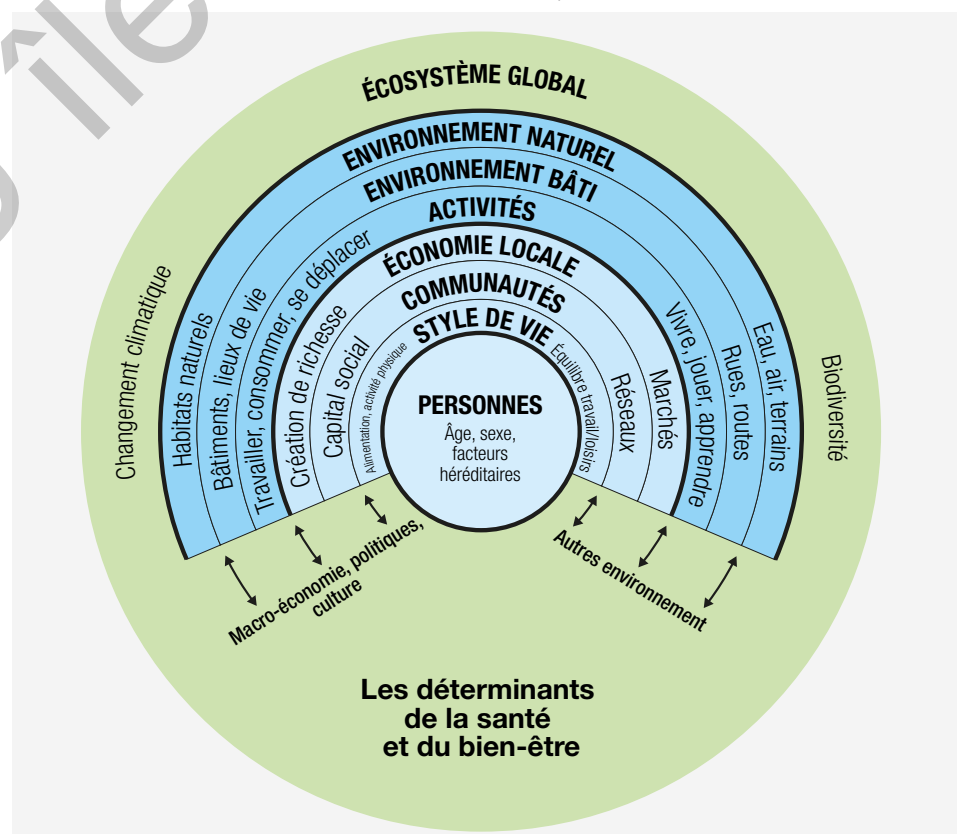 île
ÉCOSYSTÈME GLOBAL
ENVIRONNEMENT NATUREL
ENVIRONNEMENT BÂTI
ACTIVITÉS
ÉCONOMIE LOCALE
COMMUNAUTÉS
STYLE DE VIE
Changement climatique
Habitats naturels
Bâtiments, lieux de vie
Travailler, consommer, se déplacer
Création de richesse
Capital social
Alimentation, activité physique
PERSONNES
Âge, sexe,
facteurs
héréditaires
Équilibre travail/loisirs
Réseaux
Marchés
Vivre, jouer, apprendre
Rues, routes
Eau, air, terrains
Biodiversité
Macro-économie, politiques,
culture
Autres environnement
Les déterminants
de la santé
et du bien-être